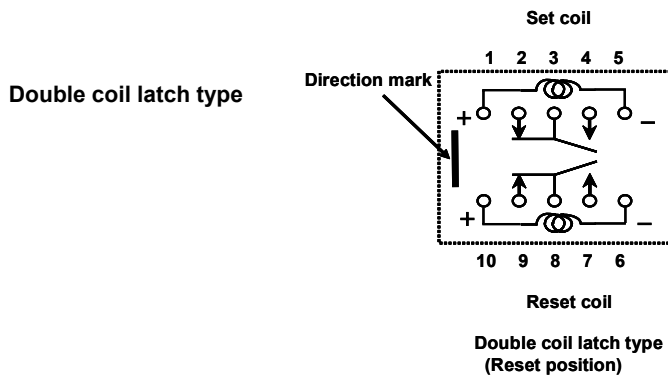 Set coil
1 2 3 4 5
Direction mark
Double coil latch type
+ –
+ –
10 9 8 7 6
Reset coil
Double coil latch type
(Reset position)